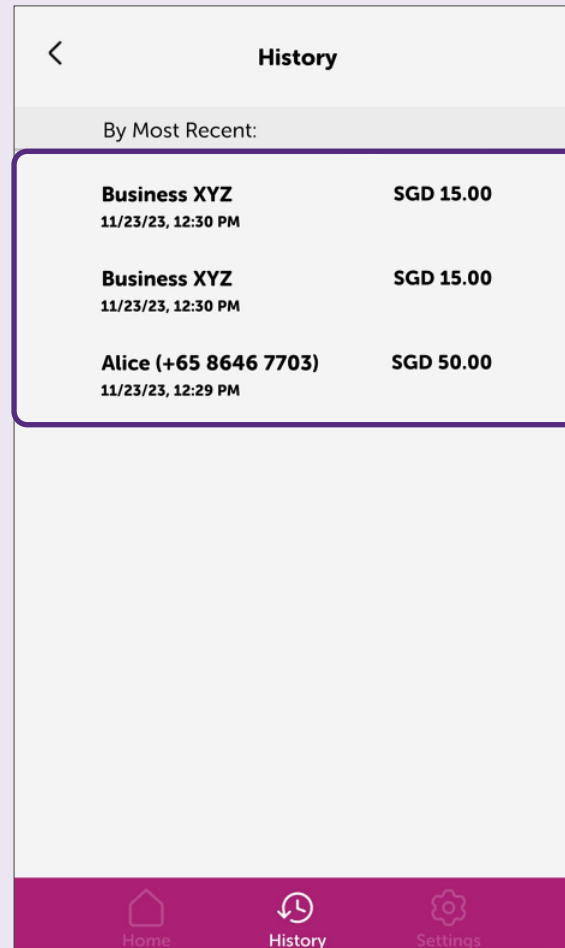 History
By Most Recent:
Business XYZ SGD 15.00
11/23/23, 12:30 PM
Business XYZ SGD 15.00
11/23/23, 12:30 PM
Alice (+65 8646 7703) SGD 50.00
11/23/23, 12:29 PM
Home History Settings